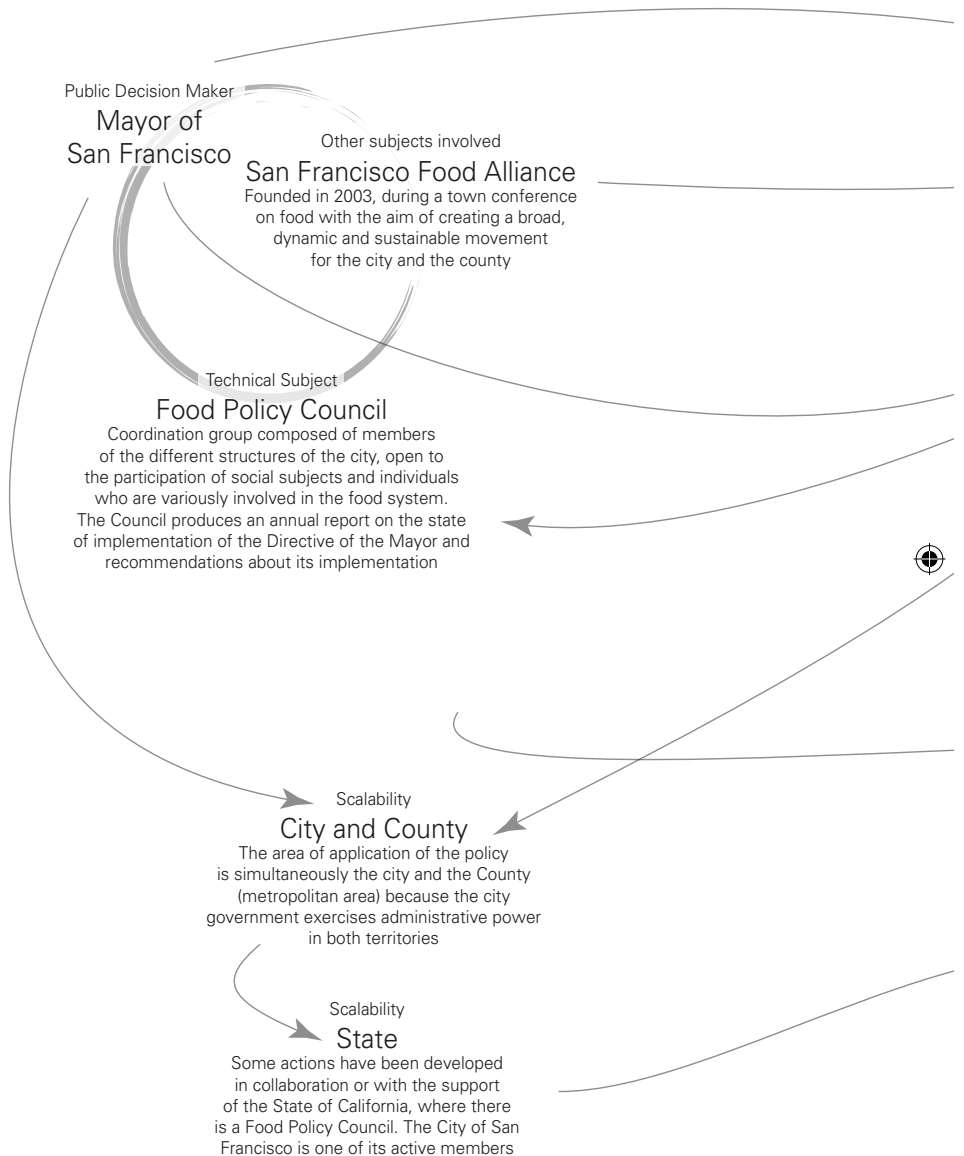 Public Decision Maker
Mayor of
San Francisco
Other subjects involved
San Francisco Food Alliance
Founded in 2003, during a town conference
on food with the aim of creating a broad,
dynamic and sustainable movement
for the city and the county
Technical Subject
Food Policy Council
Coordination group composed of members
of the different structures of the city, open to
the participation of social subjects and individuals
who are variously involved in the food system.
The Council produces an annual report on the state
of implementation of the Directive of the Mayor and
recommendations about its implementation
Scalability
City and County
The area of application of the policy
is simultaneously the city and the County
(metropolitan area) because the city
government exercises administrative power
in both territories
Scalability
State
Some actions have been developed
in collaboration or with the support
of the State of California, where there
is a Food Policy Council. The City of San
Francisco is one of its active members